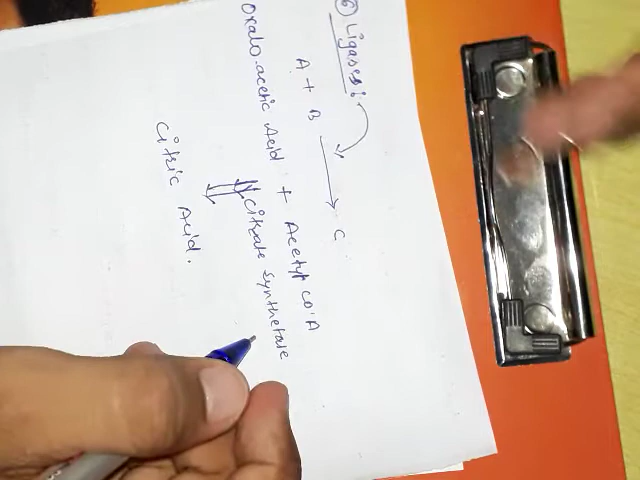 ⑥ Ligases:
A + B → C
Oxalo.acetic Acid + Acetyl CO.A
Citrate synthetase
Citric Acid.